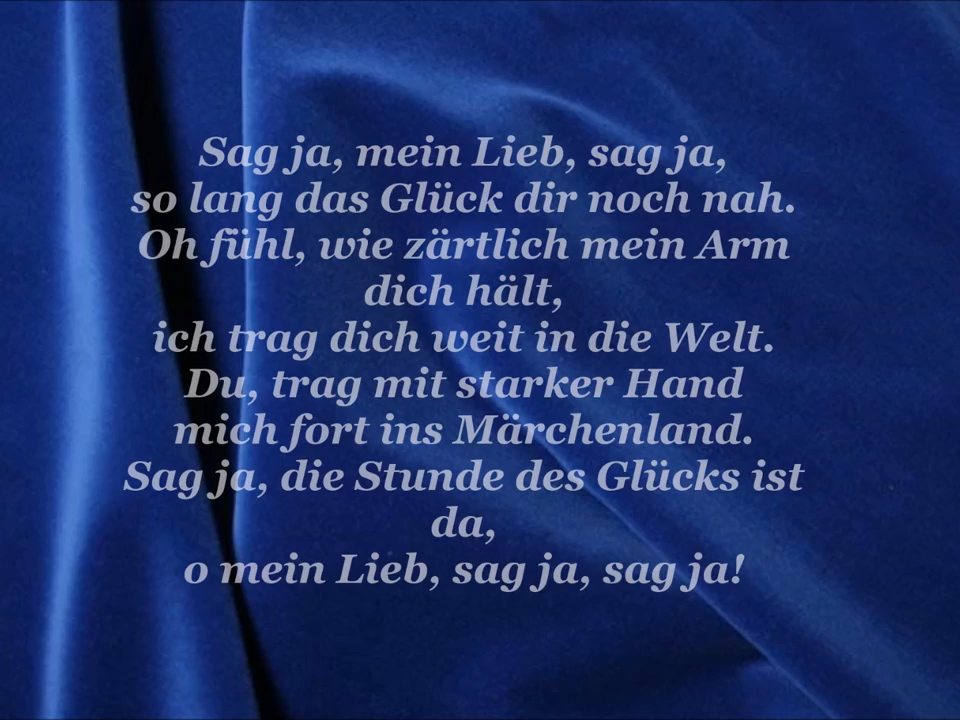 Sag ja, mein Lieb, sag ja,
so lang das Glück dir noch nah.
Oh fühl, wie zärtlich mein Arm
dich hält,
ich trag dich weit in die Welt.
Du, trag mit starker Hand
mich fort ins Märchenland.
Sag ja, die Stunde des Glücks ist
da,
o mein Lieb, sag ja, sag ja!